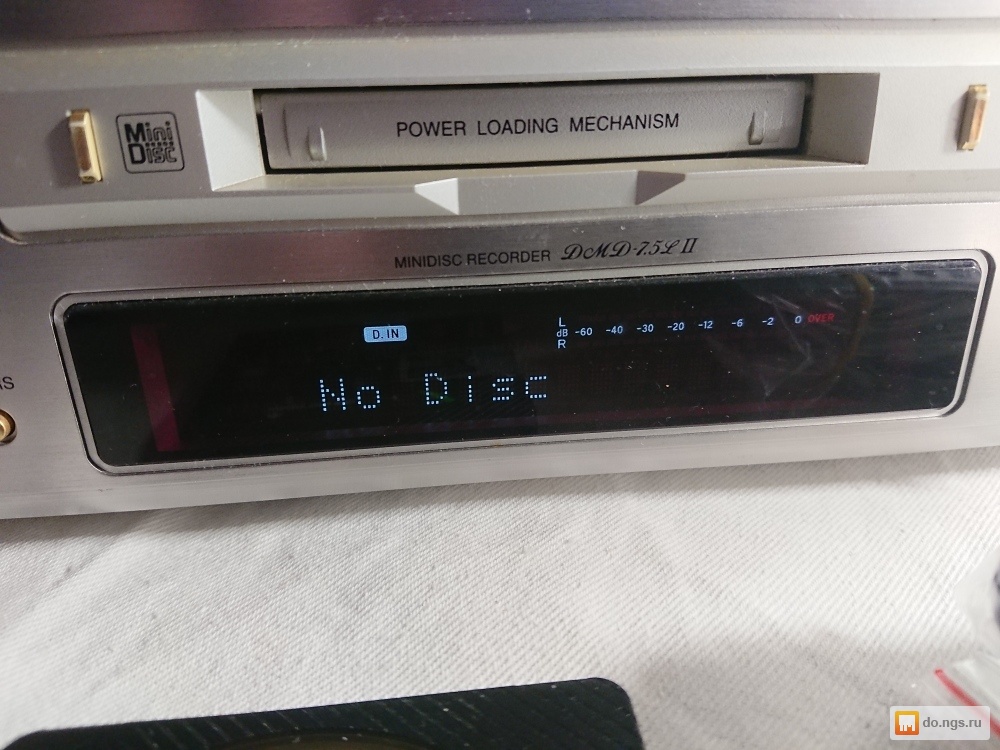 Mini Disc
POWER LOADING MECHANISM
MINIDISC RECORDER DMD-7.5L II
D. IN
L
dB -60 -40 -30 -20 -12 -6 -2 0 OVER
R
No Disc
do.ngs.ru